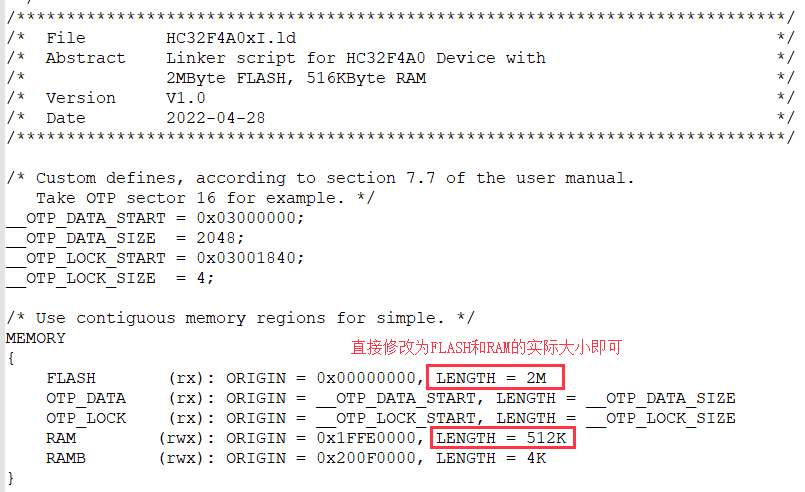 */
/*****************************************************************************/
/*  File        HC32F4A0xI.ld                                                */
/*  Abstract    Linker script for HC32F4A0 Device with                       */
/*              2MByte FLASH, 516KByte RAM                                   */
/*  Version     V1.0                                                         */
/*  Date        2022-04-28                                                   */
/*****************************************************************************/
/* Custom defines, according to section 7.7 of the user manual.
   Take OTP sector 16 for example. */
__OTP_DATA_START = 0x03000000;
__OTP_DATA_SIZE  = 2048;
__OTP_LOCK_START = 0x03001840;
__OTP_LOCK_SIZE  = 4;
/* Use contiguous memory regions for simple. */
MEMORY
直接修改为FLASH和RAM的实际大小即可
{
    FLASH       (rx): ORIGIN = 0x00000000, LENGTH = 2M
    OTP_DATA    (rx): ORIGIN = __OTP_DATA_START, LENGTH = __OTP_DATA_SIZE
    OTP_LOCK    (rx): ORIGIN = __OTP_LOCK_START, LENGTH = __OTP_LOCK_SIZE
    RAM        (rwx): ORIGIN = 0x1FFE0000, LENGTH = 512K
    RAMB       (rwx): ORIGIN = 0x200F0000, LENGTH = 4K
}